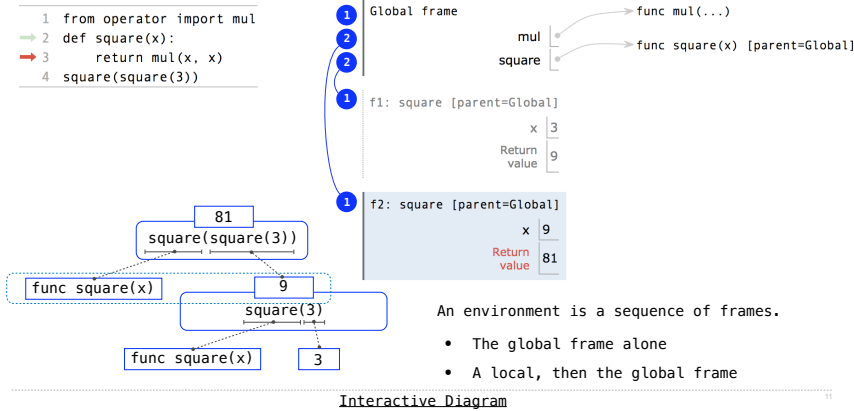 1 from operator import mul
2 def square(x):
3     return mul(x, x)
4 square(square(3))
1 Global frame
2
2
mul
square
func mul(...)
func square(x) [parent=Global]
1 f1: square [parent=Global]
x 3
Return value 9
1 f2: square [parent=Global]
x 9
Return value 81
81
square(square(3))
func square(x)
9
square(3)
func square(x)
3
An environment is a sequence of frames.
• The global frame alone
• A local, then the global frame
Interactive Diagram
11